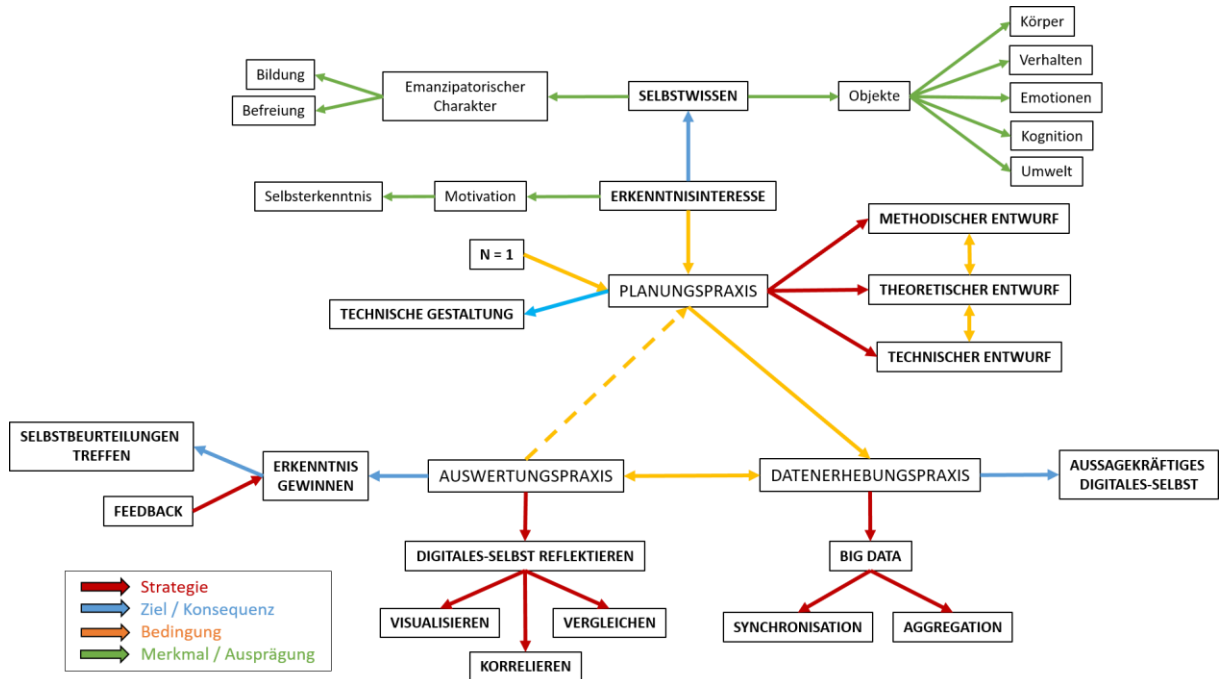 Körper
Bildung
Emanzipatorischer
Charakter
SELBSTWISSEN
Objekte
Verhalten
Befreiung
Emotionen
Kognition
Umwelt
Selbsterkenntnis
Motivation
ERKENNTNISINTERESSE
METHODISCHER ENTWURF
N = 1
PLANUNGSPRAXIS
THEORETISCHER ENTWURF
TECHNISCHE GESTALTUNG
TECHNISCHER ENTWURF
SELBSTBEURTEILUNGEN
TREFFEN
ERKENNTNIS
GEWINNEN
AUSWERTUNGSPRAXIS
DATENERHEBUNGSPRAXIS
AUSSAGEKRÄFTIGES
DIGITALES-SELBST
FEEDBACK
DIGITALES-SELBST REFLEKTIEREN
BIG DATA
VISUALISIEREN
VERGLEICHEN
KORRELIEREN
SYNCHRONISATION
AGGREGATION
Strategie
Ziel / Konsequenz
Bedingung
Merkmal / Ausprägung